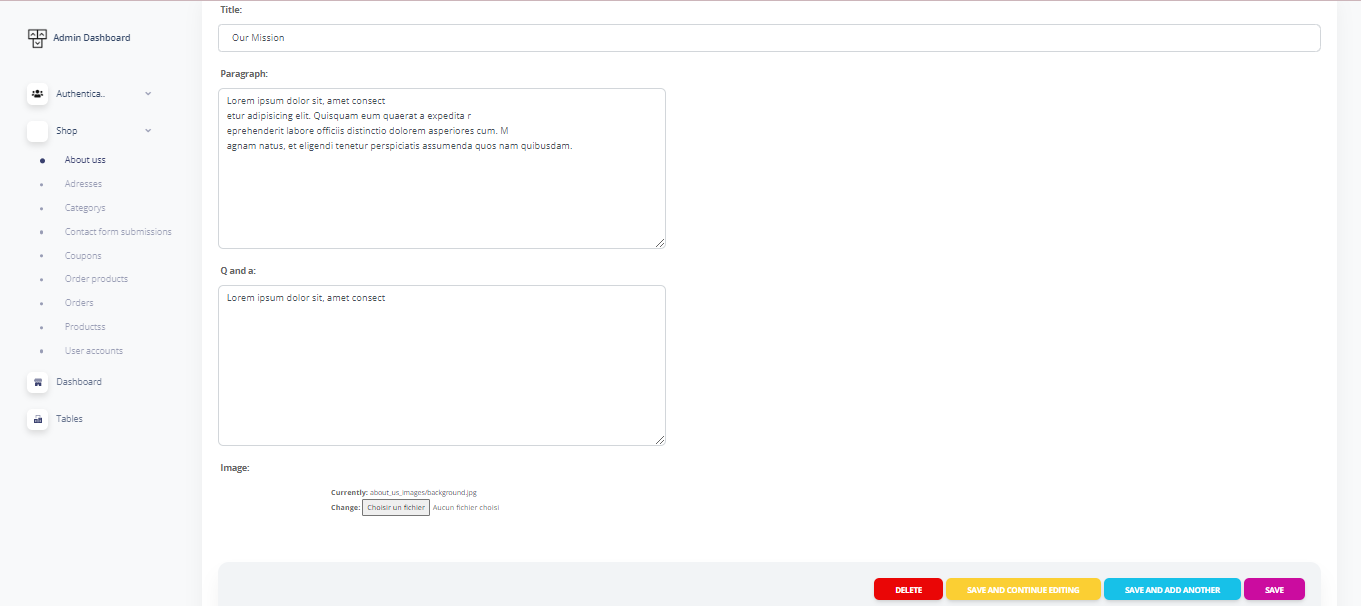 Admin Dashboard
Authentica..
Shop
About uss
Adresses
Categorys
Contact form submissions
Coupons
Order products
Orders
Productss
User accounts
Dashboard
Tables
Title:
Our Mission
Paragraph:
Lorem ipsum dolor sit, amet consect
etur adipisicing elit. Quisquam eum quaerat a expedita r
eprehenderit labore officiis distinctio dolorem asperiores cum. M
agnam natus, et eligendi tenetur perspiciatis assumenda quos nam quibusdam.
Q and a:
Lorem ipsum dolor sit, amet consect
Image:
Currently: about_us_images/background.jpg
Change: Choisir un fichier Aucun fichier choisi
DELETE SAVE AND CONTINUE EDITING SAVE AND ADD ANOTHER SAVE